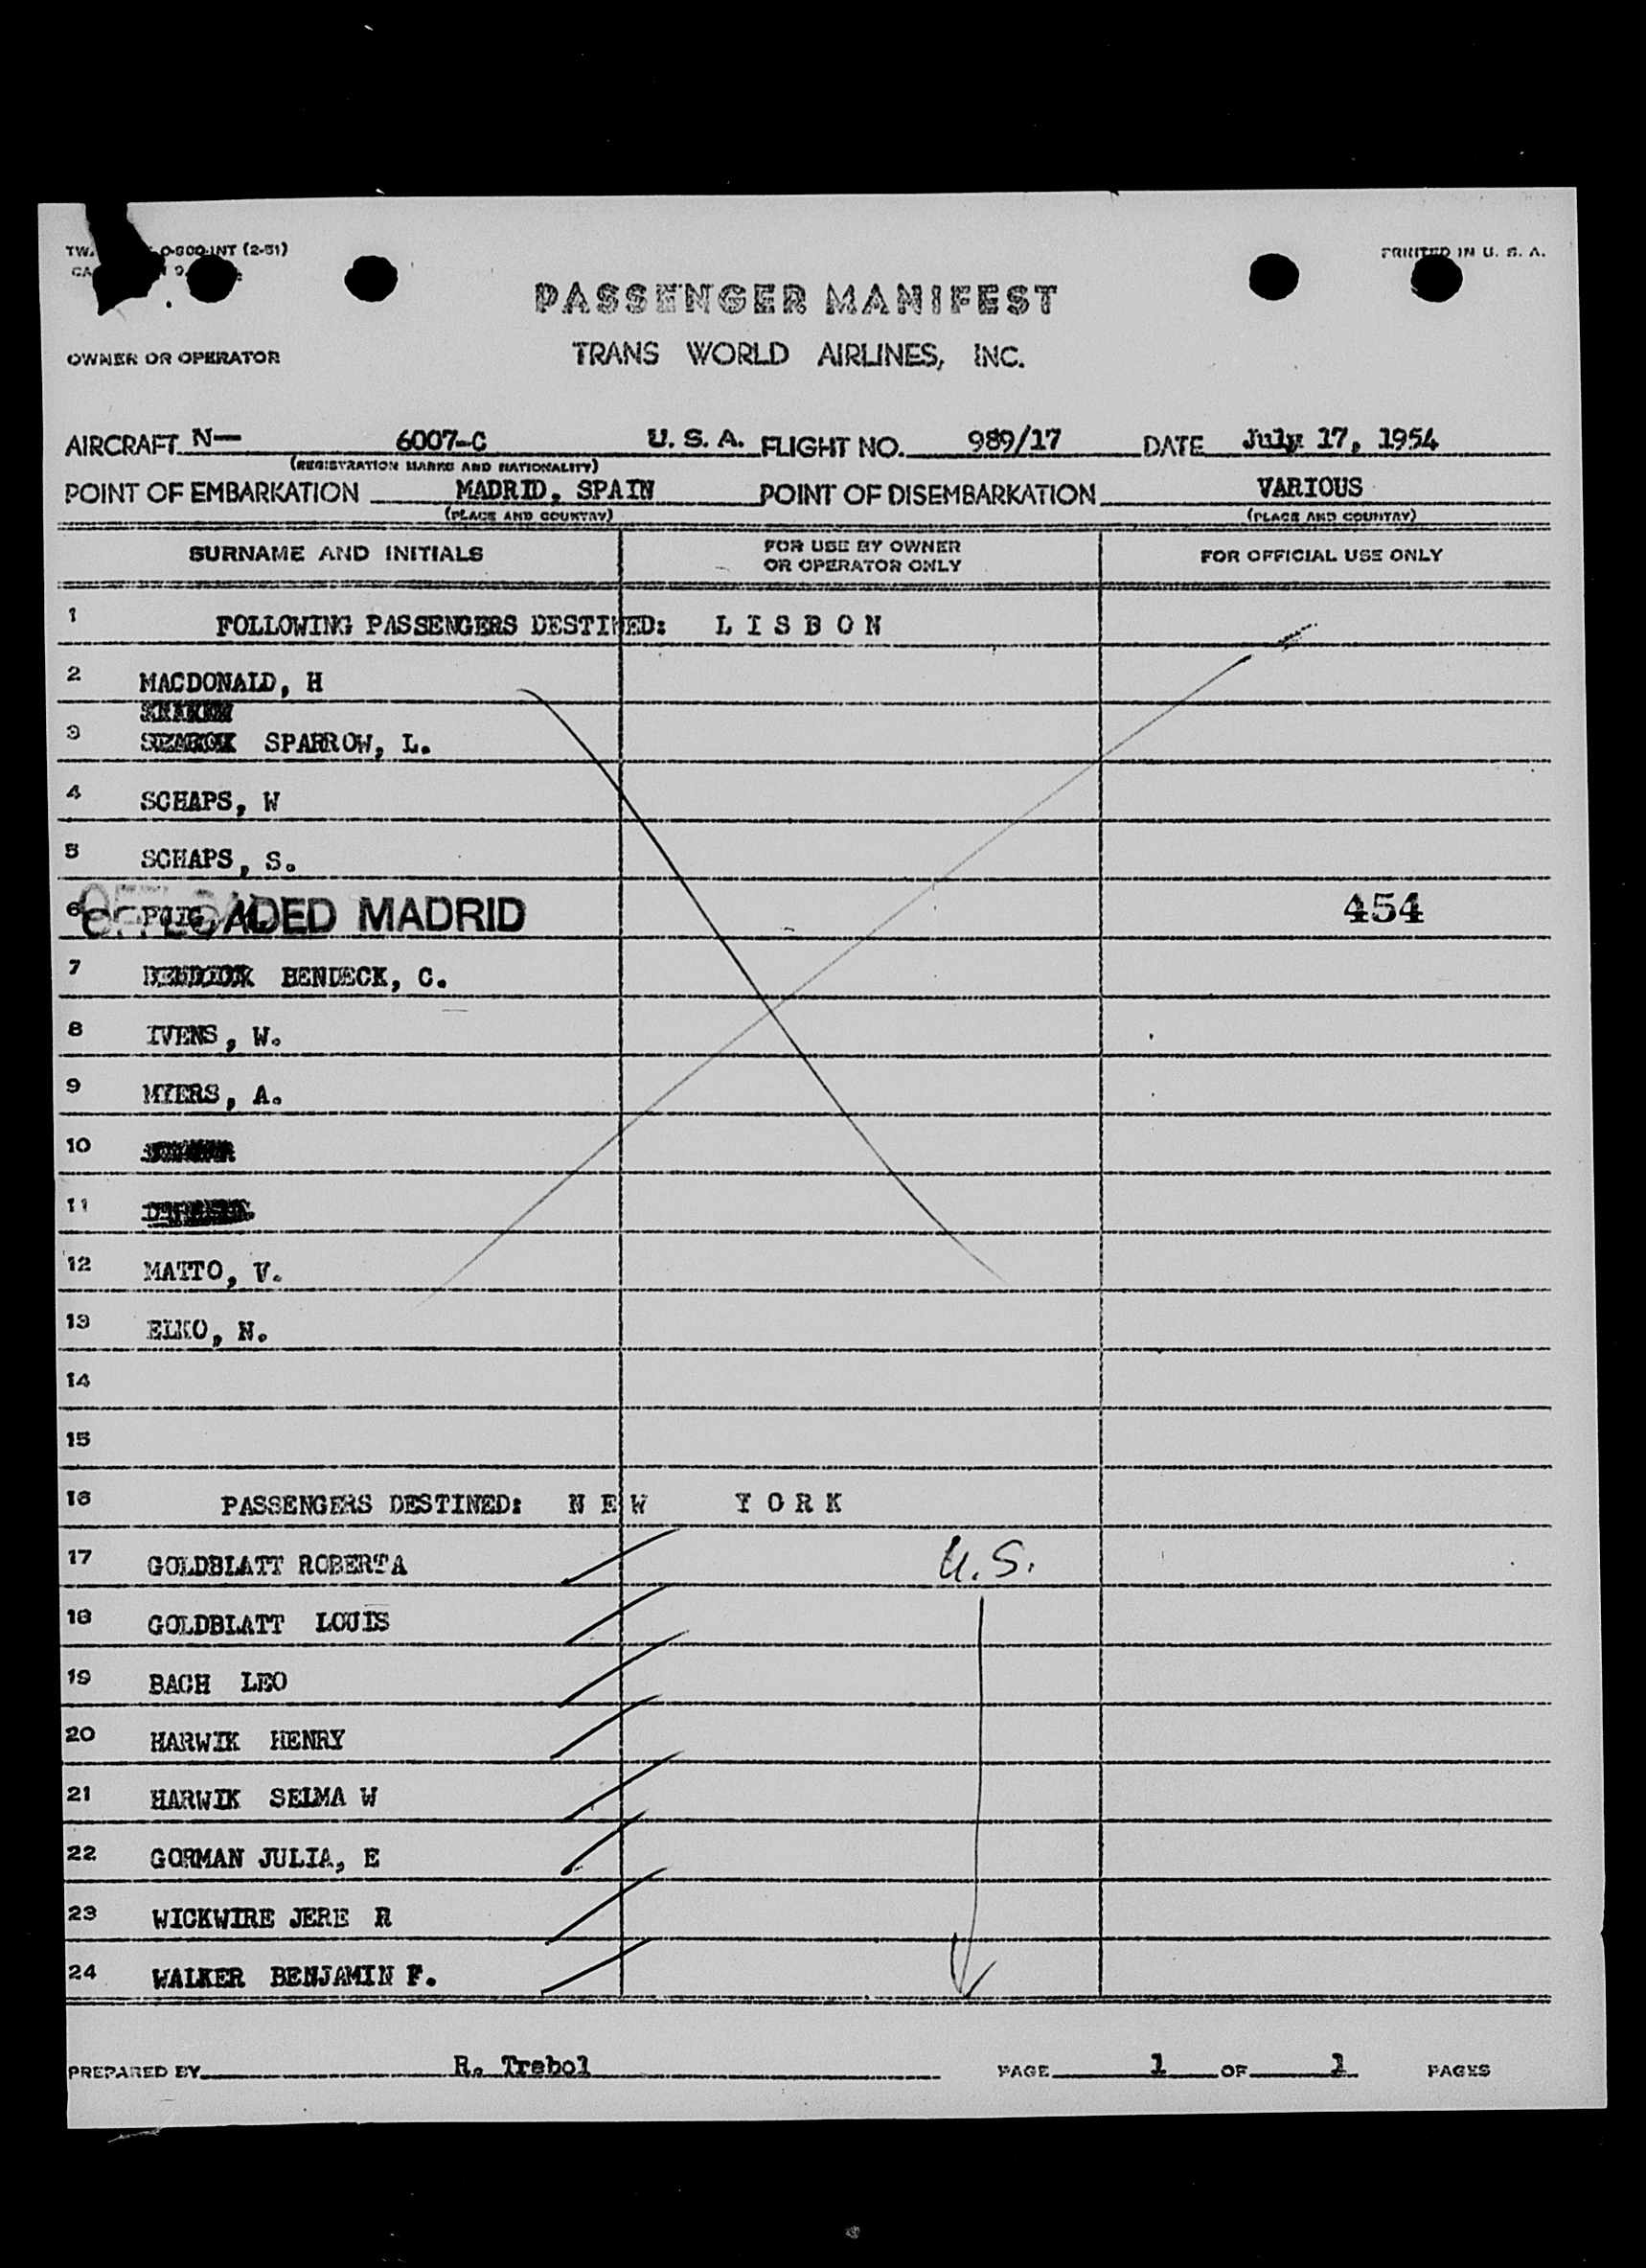 PRINTED IN U. S. A.
PASSENGER MANIFEST
OWNER OR OPERATOR TRANS WORLD AIRLINES, INC.
AIRCRAFT N— 6007-C U. S. A. FLIGHT NO. 989/17 DATE July 17, 1954
(REGISTRATION MARKS AND NATIONALITY)
POINT OF EMBARKATION MADRID, SPAIN POINT OF DISEMBARKATION VARIOUS
(PLACE AND COUNTRY) (PLACE AND COUNTRY)
SURNAME AND INITIALS FOR USE BY OWNER OR OPERATOR ONLY FOR OFFICIAL USE ONLY
1 FOLLOWING PASSENGERS DESTINED: L I S B O N
2 MACDONALD, H
3 SPARROW, L.
4 SCHAPS, W
5 SCHAPS, S.
6 OFFLOADED MADRID 454
7 BENDECK, C.
8 IVENS, W.
9 MYERS, A.
10
11
12 MATTO, V.
13 ELKO, N.
14
15
16 PASSENGERS DESTINED: N E W Y O R K
17 GOLDBLATT ROBERTA U.S.
18 GOLDBLATT LOUIS
19 BACH LEO
20 HARWIK HENRY
21 HARWIK SELMA W
22 GORMAN JULIA, E
23 WICKWIRE JERE R
24 WALKER BENJAMIN F.
PREPARED BY R. Trebol PAGE 1 OF 1 PAGES